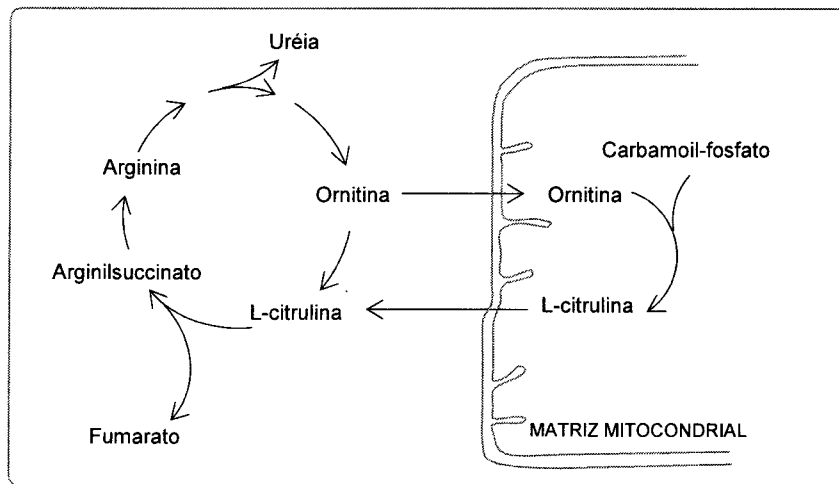 Uréia
Arginina
Carbamoil-fosfato
Ornitina
Ornitina
Arginilsuccinato
L-citrulina
L-citrulina
Fumarato
MATRIZ MITOCONDRIAL